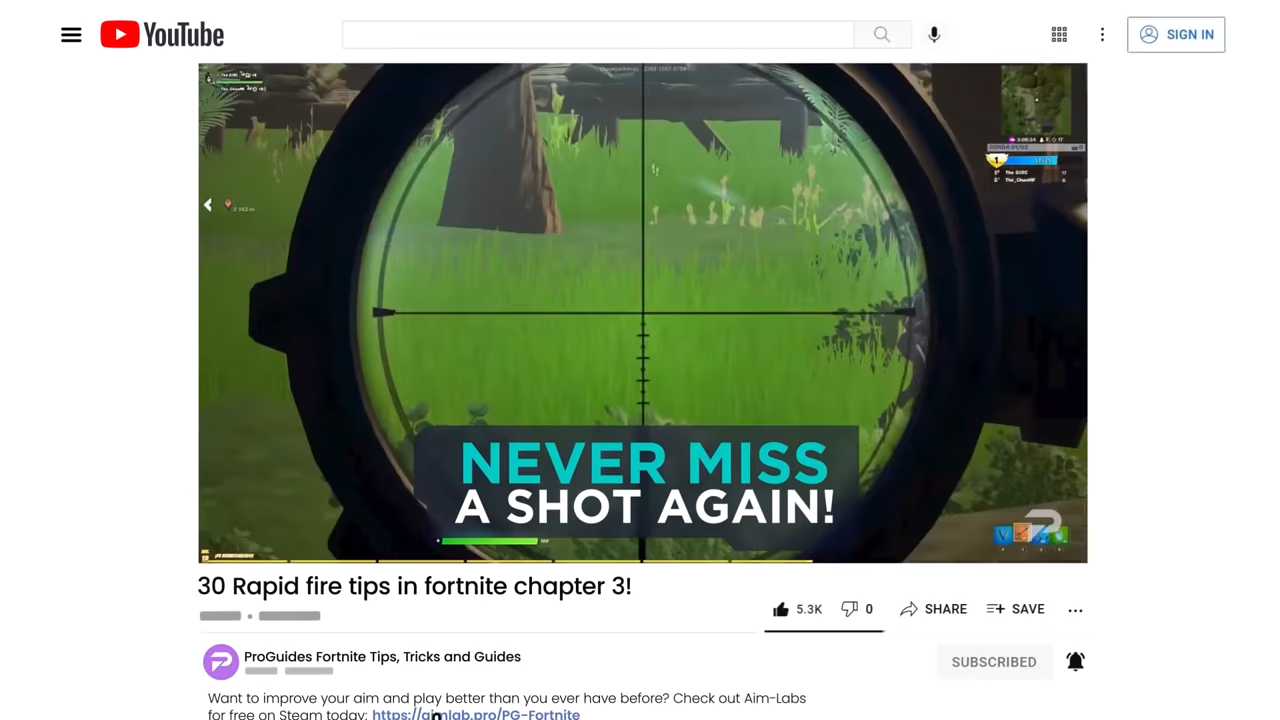 YouTube
SIGN IN
NEVER MISS
A SHOT AGAIN!
30 Rapid fire tips in fortnite chapter 3!
5.3K
0
SHARE
SAVE
ProGuides Fortnite Tips, Tricks and Guides
SUBSCRIBED
Want to improve your aim and play better than you ever have before? Check out Aim-Labs
for free on Steam today: https://aimlab.pro/PG-Fortnite